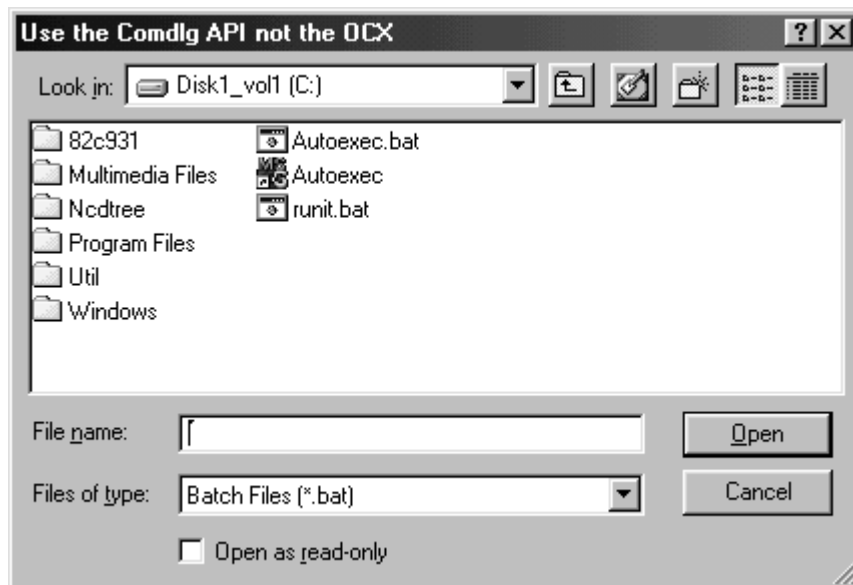 Use the Comdlg API not the OCX
Look in: Disk1_vol1 (C:)
82c931 Autoexec.bat
Multimedia Files Autoexec
Ncdtree runit.bat
Program Files
Util
Windows
File name: Open
Files of type: Batch Files (*.bat) Cancel
Open as read-only